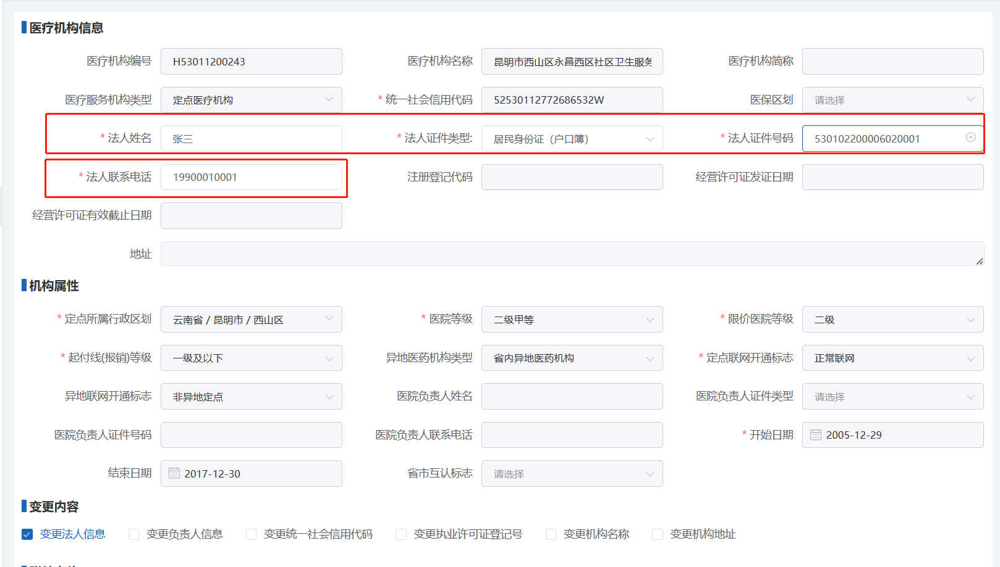 医疗机构信息
医疗机构编号 H53011200243 医疗机构名称 昆明市西山区永昌西区社区卫生服务 医疗机构简称
医疗服务机构类型 定点医疗机构 * 统一社会信用代码 52530112772686532W 医保区划 请选择
* 法人姓名 张三 * 法人证件类型: 居民身份证（户口簿） * 法人证件号码 530102200006020001
* 法人联系电话 19900010001 注册登记代码 经营许可证发证日期
经营许可证有效截止日期
地址
机构属性
* 定点所属行政区划 云南省 / 昆明市 / 西山区 * 医院等级 二级甲等 * 限价医院等级 二级
* 起付线(报销)等级 一级及以下 异地医药机构类型 省内异地医药机构 * 定点联网开通标志 正常联网
异地联网开通标志 非异地定点 医院负责人姓名 医院负责人证件类型 请选择
医院负责人证件号码 医院负责人联系电话 * 开始日期 2005-12-29
结束日期 2017-12-30 省市互认标志 请选择
变更内容
变更法人信息 变更负责人信息 变更统一社会信用代码 变更执业许可证登记号 变更机构名称 变更机构地址